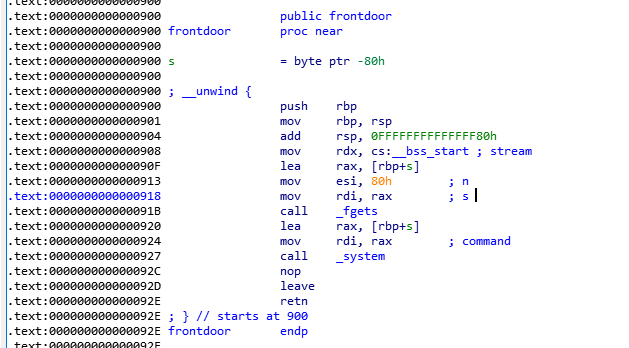 .text:0000000000000900
.text:0000000000000900 public frontdoor
.text:0000000000000900 frontdoor proc near
.text:0000000000000900
.text:0000000000000900 s = byte ptr -80h
.text:0000000000000900
.text:0000000000000900 ; __unwind {
.text:0000000000000900 push rbp
.text:0000000000000901 mov rbp, rsp
.text:0000000000000904 add rsp, 0FFFFFFFFFFFFFF80h
.text:0000000000000908 mov rdx, cs:__bss_start ; stream
.text:000000000000090F lea rax, [rbp+s]
.text:0000000000000913 mov esi, 80h ; n
.text:0000000000000918 mov rdi, rax ; s
.text:000000000000091B call _fgets
.text:0000000000000920 lea rax, [rbp+s]
.text:0000000000000924 mov rdi, rax ; command
.text:0000000000000927 call _system
.text:000000000000092C nop
.text:000000000000092D leave
.text:000000000000092E retn
.text:000000000000092E ; } // starts at 900
.text:000000000000092E frontdoor endp
.text:000000000000092E